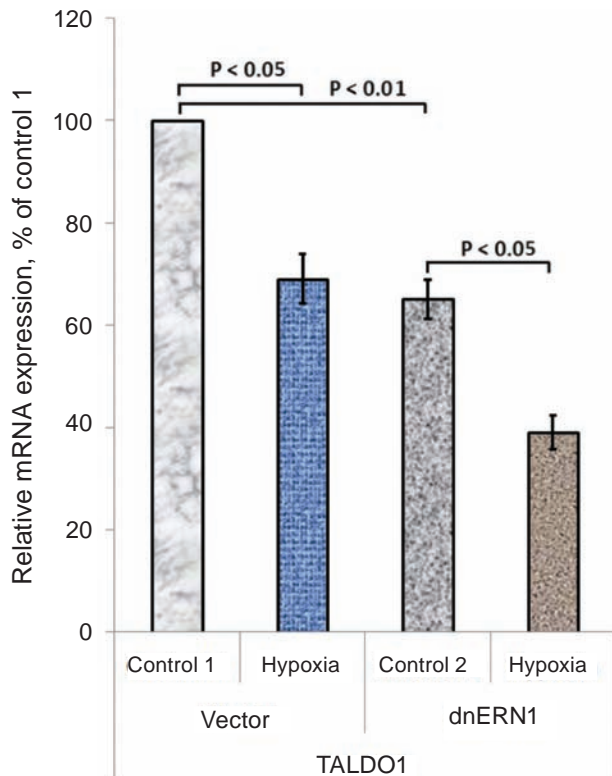 Relative mRNA expression, % of control 1
120
100
80
60
40
20
0
P < 0.05
P < 0.01
P < 0.05
Control 1 Hypoxia Control 2 Hypoxia
Vector dnERN1
TALDO1